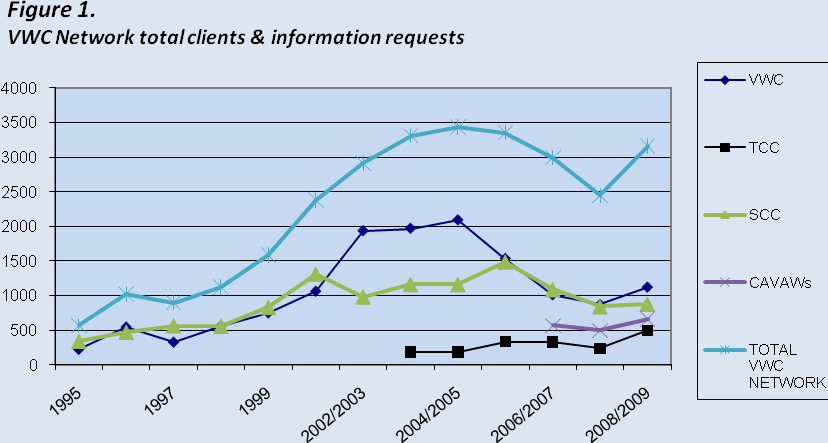 Figure 1.
VWC Network total clients & information requests
4000
3500
3000
2500
2000
1500
1000
500
0
1995
1997
1999
2002/2003
2004/2005
2006/2007
2008/2009
VWC
TCC
SCC
CAVAWs
TOTAL
VWC
NETWORK